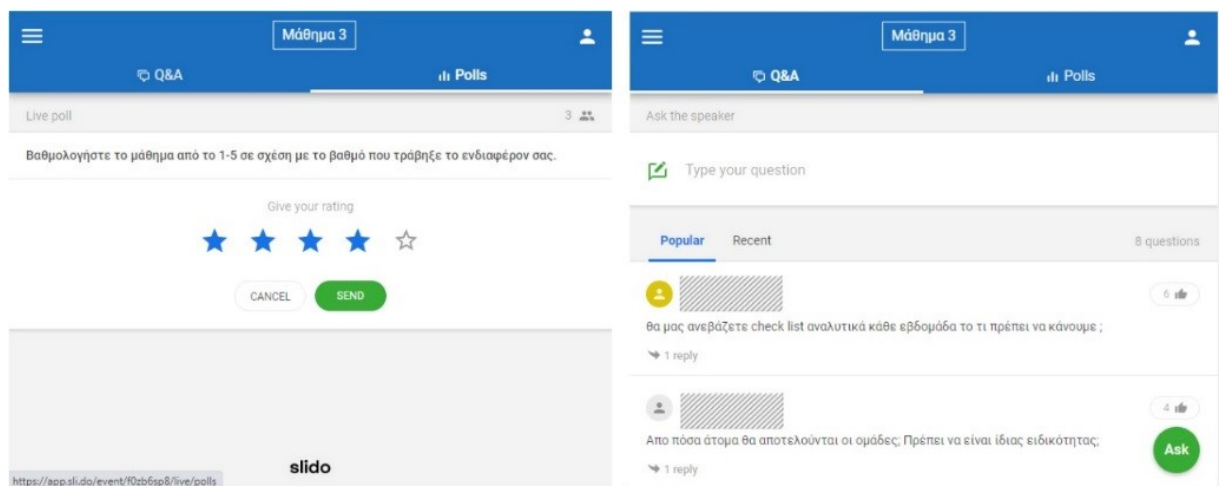 Μάθημα 3
Q&A
Polls
Live poll
3
Βαθμολογήστε το μάθημα από το 1-5 σε σχέση με το βαθμό που τράβηξε το ενδιαφέρον σας.
Give your rating
CANCEL
SEND
slido
https://app.sli.do/event/f0zb6sp8/live/polls
Μάθημα 3
Q&A
Polls
Ask the speaker
Type your question
Popular
Recent
8 questions
6
θα μας ανεβάζετε check list αναλυτικά κάθε εβδομάδα το τι πρέπει να κάνουμε ;
1 reply
4
Απο πόσα άτομα θα αποτελούνται οι ομάδες; Πρέπει να είναι ίδιας ειδικότητας;
Ask
1 reply